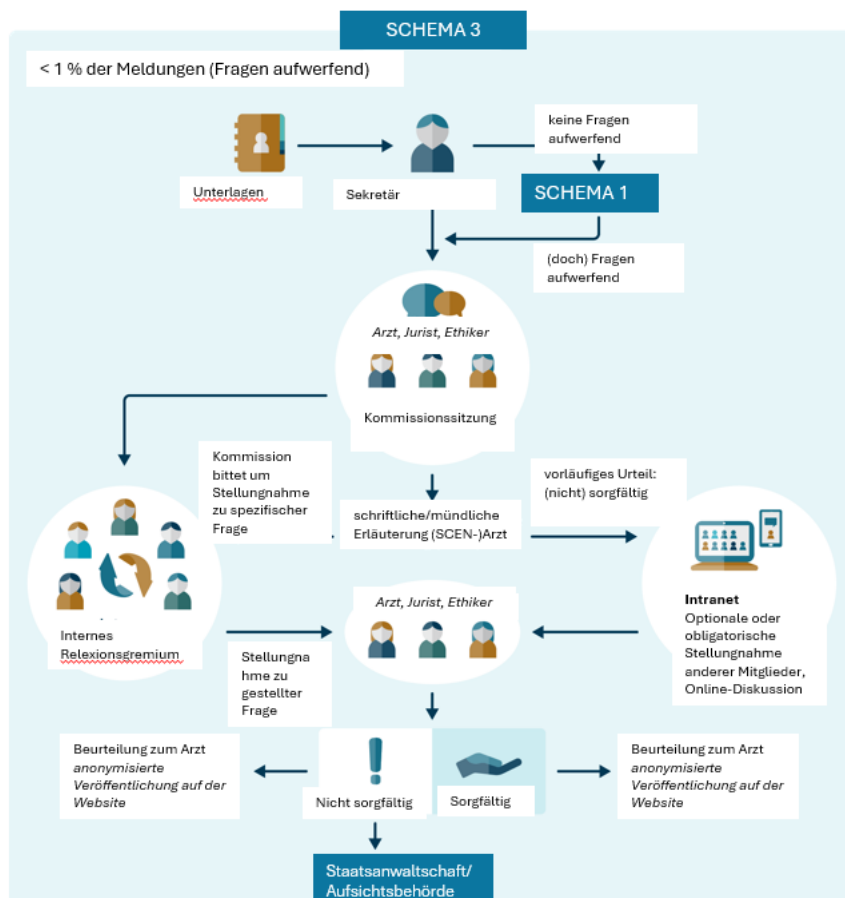 SCHEMA 3
< 1 % der Meldungen (Fragen aufwerfend)
keine Fragen
aufwerfend
Unterlagen
Sekretär
SCHEMA 1
(doch) Fragen
aufwerfend
Arzt, Jurist, Ethiker
Kommissionssitzung
Kommission
bittet um
Stellungnahme
zu spezifischer
Frage
schriftliche/mündliche
Erläuterung (SCEN-)Arzt
vorläufiges Urteil:
(nicht) sorgfältig
Internes
Relexionsgremium
Arzt, Jurist, Ethiker
Intranet
Optionale oder
obligatorische
Stellungnahme
anderer Mitglieder,
Online-Diskussion
Stellungna
hme zu
gestellter
Frage
Beurteilung zum Arzt
anonymisierte
Veröffentlichung auf der
Website
Nicht sorgfältig
Sorgfältig
Beurteilung zum Arzt
anonymisierte
Veröffentlichung auf der
Website
Staatsanwaltschaft/
Aufsichtsbehörde